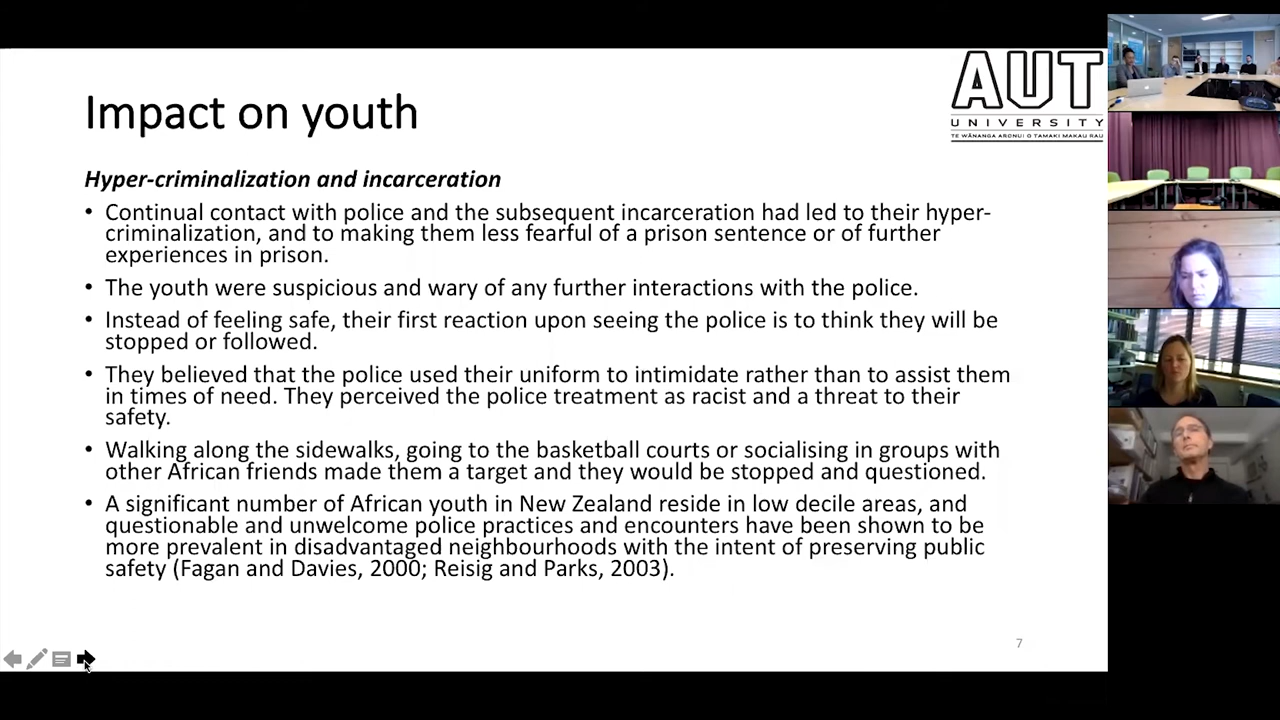 Impact on youth
AUT
UNIVERSITY
TE WĀNANGA ARONUI O TAMAKI MAKAU RAU
Hyper-criminalization and incarceration
• Continual contact with police and the subsequent incarceration had led to their hyper-
criminalization, and to making them less fearful of a prison sentence or of further
experiences in prison.
• The youth were suspicious and wary of any further interactions with the police.
• Instead of feeling safe, their first reaction upon seeing the police is to think they will be
stopped or followed.
• They believed that the police used their uniform to intimidate rather than to assist them
in times of need. They perceived the police treatment as racist and a threat to their
safety.
• Walking along the sidewalks, going to the basketball courts or socialising in groups with
other African friends made them a target and they would be stopped and questioned.
• A significant number of African youth in New Zealand reside in low decile areas, and
questionable and unwelcome police practices and encounters have been shown to be
more prevalent in disadvantaged neighbourhoods with the intent of preserving public
safety (Fagan and Davies, 2000; Reisig and Parks, 2003).
7